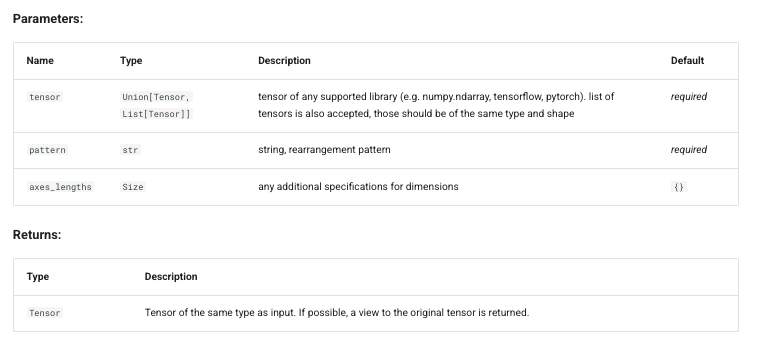 Parameters:
Name Type Description Default
tensor Union[Tensor, tensor of any supported library (e.g. numpy.ndarray, tensorflow, pytorch). list of required
List[Tensor]] tensors is also accepted, those should be of the same type and shape
pattern str string, rearrangement pattern required
axes_lengths Size any additional specifications for dimensions {}
Returns:
Type Description
Tensor Tensor of the same type as input. If possible, a view to the original tensor is returned.